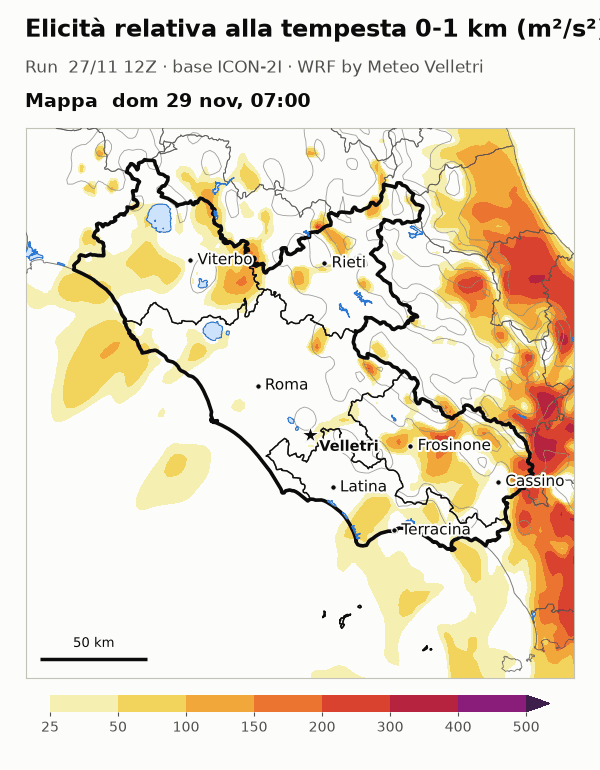 Elicità relativa alla tempesta 0-1 km (m²/s²)
Run  27/11 12Z · base ICON-2I · WRF by Meteo Velletri
Mappa  dom 29 nov, 07:00
Viterbo
Rieti
Roma
Velletri
Frosinone
Latina
Cassino
Terracina
50 km
25 50 100 150 200 300 400 500